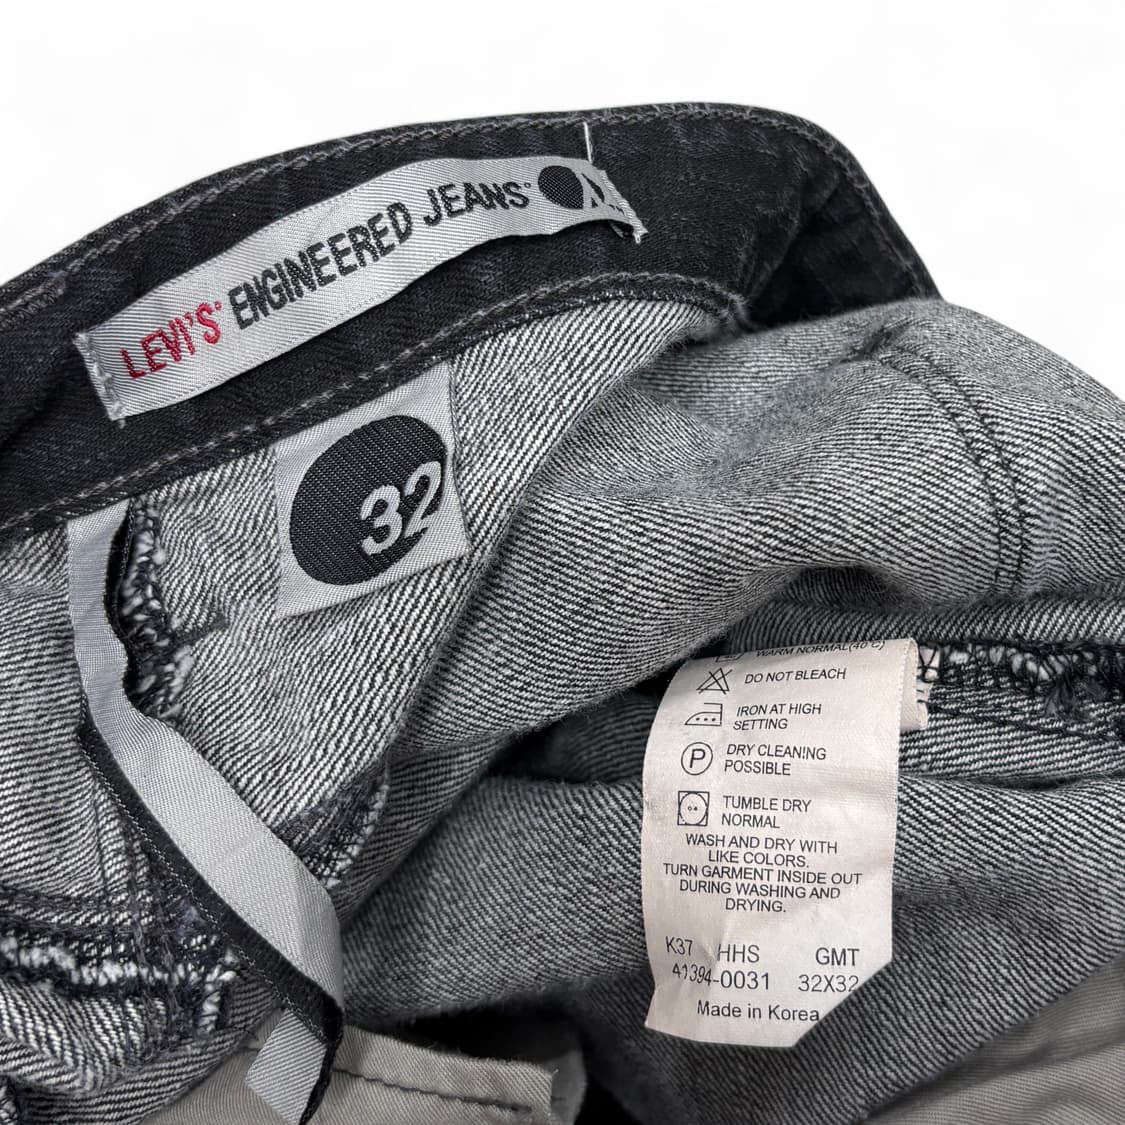 LEVI'S® ENGINEERED JEANS®
32
WARM NORMAL(40°C)
DO NOT BLEACH
IRON AT HIGH
SETTING
P
DRY CLEANING
POSSIBLE
TUMBLE DRY
NORMAL
WASH AND DRY WITH
LIKE COLORS.
TURN GARMENT INSIDE OUT
DURING WASHING AND
DRYING.
K37 HHS GMT
41394-0031 32X32
Made in Korea